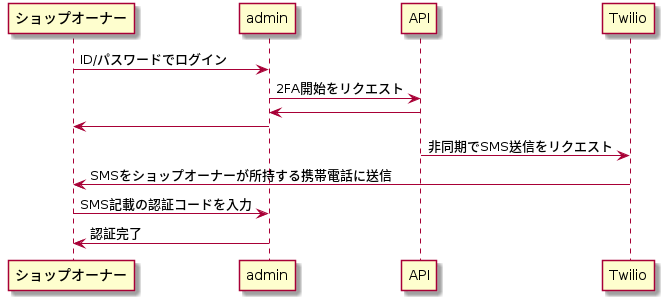 ショップオーナー
admin
API
Twilio
ID/パスワードでログイン
2FA開始をリクエスト
非同期でSMS送信をリクエスト
SMSをショップオーナーが所持する携帯電話に送信
SMS記載の認証コードを入力
認証完了
ショップオーナー
admin
API
Twilio